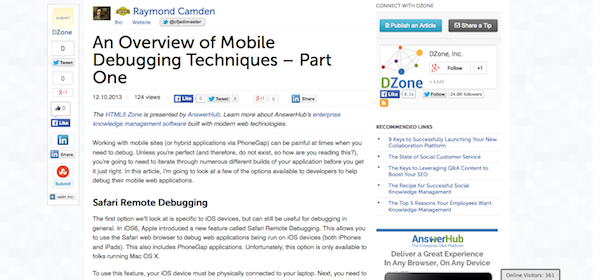 SUBMIT
DZone
0
Tweet
0
g+1
0
Like
Share
Submit
reddit this!
Raymond Camden
Bio
Website
@cfjedimaster
An Overview of Mobile
Debugging Techniques – Part
One
12.10.2013
124 views
Like 0
Tweet 0
g+1 0
Share
The HTML5 Zone is presented by AnswerHub. Learn more about AnswerHub's enterprise
knowledge management software built with modern web technologies.
Working with mobile sites (or hybrid applications via PhoneGap) can be painful at times when you
need to debug. Unless you're perfect (and therefore, do not exist, so how are you reading this?),
you're going to need to iterate through numerous different builds of your application before you get
it just right. In this article, I'm going to look at a few of the options available to developers to help
debug their mobile web applications.
Safari Remote Debugging
The first option we'll look at is specific to iOS devices, but can still be useful for debugging in
general. In iOS6, Apple introduced a new feature called Safari Remote Debugging. This allows you
to use the Safari web browser to debug web applications being run on iOS devices (both iPhones
and iPads). This also includes PhoneGap applications. Unfortunately, this option is only available to
folks running Mac OS X.
To use this feature, your iOS device must be physically connected to your laptop. Next, you need to
CONNECT WITH DZONE
Publish an Article
Share a Tip
DZone
DZone, Inc.
Follow
+1
Like
Follow
24.8K followers
RECOMMENDED LINKS
9 Keys to Successfully Launching Your New
Collaboration Platform
The State of Social Customer Service
The Keys to Leveraging Q&A Content to
Boost Your SEO
The Recipe for Successful Social
Knowledge Management
The Top 5 Reasons Your Employees Want
Social Knowledge Management
AnswerHub
The Enterprise Q&A Platform
Deliver a Great Experience
In Any Browser, On Any Device
Online Visitors: 361